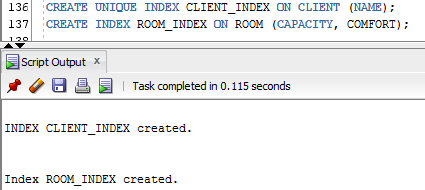 136 CREATE UNIQUE INDEX CLIENT_INDEX ON CLIENT (NAME);
137 CREATE INDEX ROOM_INDEX ON ROOM (CAPACITY, COMFORT);
138
Script Output x
Task completed in 0.115 seconds
INDEX CLIENT_INDEX created.
Index ROOM_INDEX created.